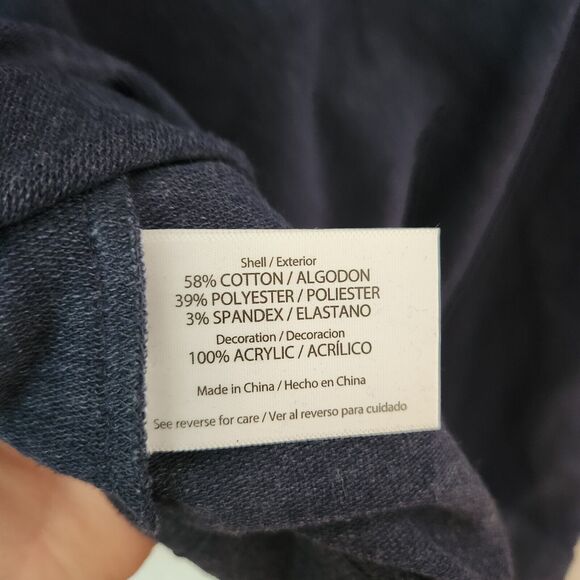 Shell / Exterior
58% COTTON / ALGODON
39% POLYESTER / POLIESTER
3% SPANDEX / ELASTANO
Decoration / Decoracion
100% ACRYLIC / ACRÍLICO
Made in China / Hecho en China
See reverse for care / Ver al reverso para cuidado